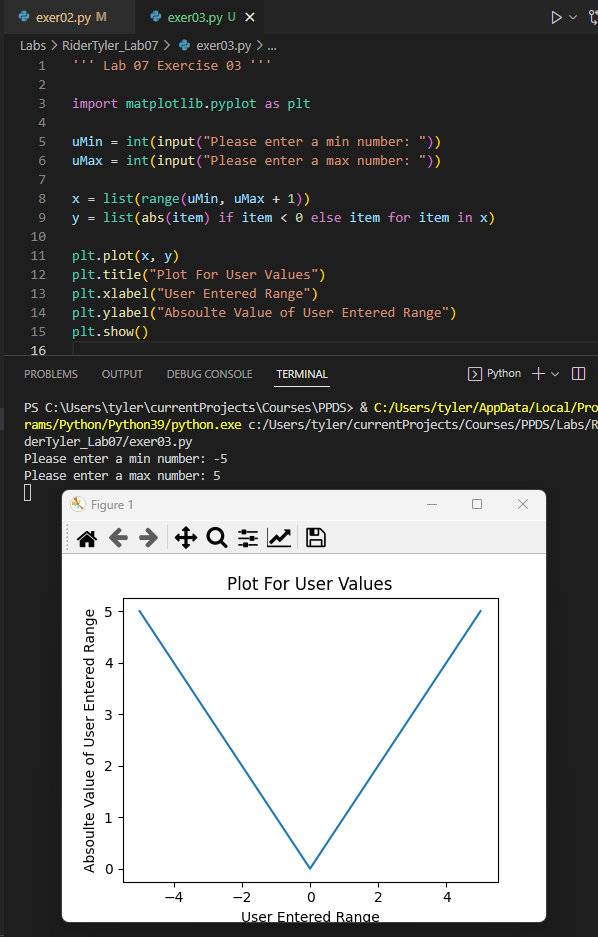 exer02.py M
exer03.py U
Labs > RiderTyler_Lab07 > exer03.py > ...
1 ''' Lab 07 Exercise 03 '''
2
3 import matplotlib.pyplot as plt
4
5 uMin = int(input("Please enter a min number: "))
6 uMax = int(input("Please enter a max number: "))
7
8 x = list(range(uMin, uMax + 1))
9 y = list(abs(item) if item < 0 else item for item in x)
10
11 plt.plot(x, y)
12 plt.title("Plot For User Values")
13 plt.xlabel("User Entered Range")
14 plt.ylabel("Absoulte Value of User Entered Range")
15 plt.show()
16
PROBLEMS OUTPUT DEBUG CONSOLE TERMINAL Python
PS C:\Users\tyler\currentProjects\Courses\PPDS> & C:/Users/tyler/AppData/Local/Pro
rams/Python/Python39/python.exe c:/Users/tyler/currentProjects/Courses/PPDS/Labs/R
derTyler_Lab07/exer03.py
Please enter a min number: -5
Please enter a max number: 5
Figure 1
Plot For User Values
Absoulte Value of User Entered Range
5
4
3
2
1
0
−4 −2 0 2 4
User Entered Range